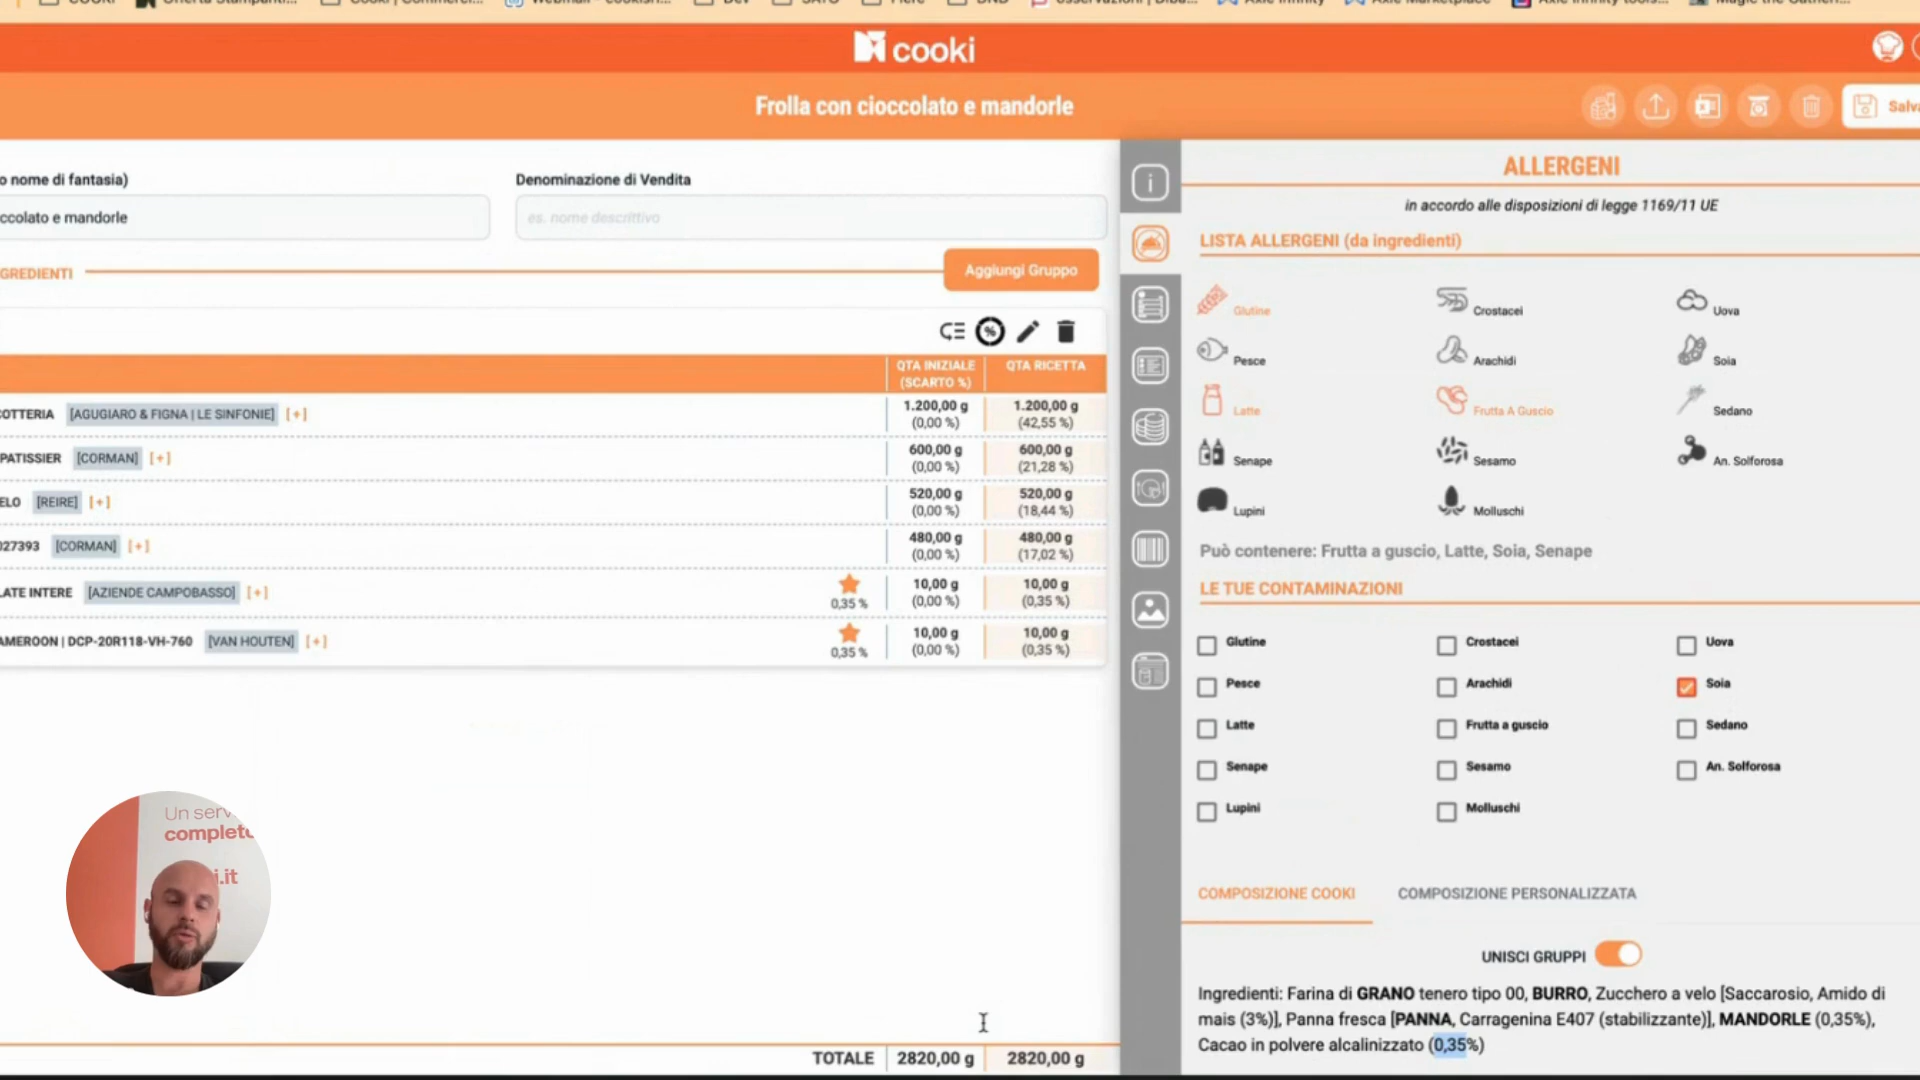 COOKI
cooki
Frolla con cioccolato e mandorle
Salva
o nome di fantasia)
Denominazione di Vendita
ccolato e mandorle
es. nome descrittivo
GREDIENTI
Aggiungi Gruppo
QTA INIZIALE (SCARTO %)
QTA RICETTA
OTTERIA [AGUGIARO & FIGNA | LE SINFONIE] [+] 1.200,00 g (0,00 %) 1.200,00 g (42,55 %)
PATISSIER [CORMAN] [+] 600,00 g (0,00 %) 600,00 g (21,28 %)
ELO [REIRE] [+] 520,00 g (0,00 %) 520,00 g (18,44 %)
027393 [CORMAN] [+] 480,00 g (0,00 %) 480,00 g (17,02 %)
LATE INTERE [AZIENDE CAMPOBASSO] [+] 0,35 % 10,00 g (0,00 %) 10,00 g (0,35 %)
AMEROON | DCP-20R118-VH-760 [VAN HOUTEN] [+] 0,35 % 10,00 g (0,00 %) 10,00 g (0,35 %)
Un serv
completo
i.it
TOTALE 2820,00 g 2820,00 g
ALLERGENI
in accordo alle disposizioni di legge 1169/11 UE
LISTA ALLERGENI (da ingredienti)
Glutine Crostacei Uova
Pesce Arachidi Soia
Latte Frutta A Guscio Sedano
Senape Sesamo An. Solforosa
Lupini Molluschi
Può contenere: Frutta a guscio, Latte, Soia, Senape
LE TUE CONTAMINAZIONI
Glutine Crostacei Uova
Pesce Arachidi Soia
Latte Frutta a guscio Sedano
Senape Sesamo An. Solforosa
Lupini Molluschi
COMPOSIZIONE COOKI COMPOSIZIONE PERSONALIZZATA
UNISCI GRUPPI
Ingredienti: Farina di GRANO tenero tipo 00, BURRO, Zucchero a velo [Saccarosio, Amido di
mais (3%)], Panna fresca [PANNA, Carragenina E407 (stabilizzante)], MANDORLE (0,35%),
Cacao in polvere alcalinizzato (0,35%)